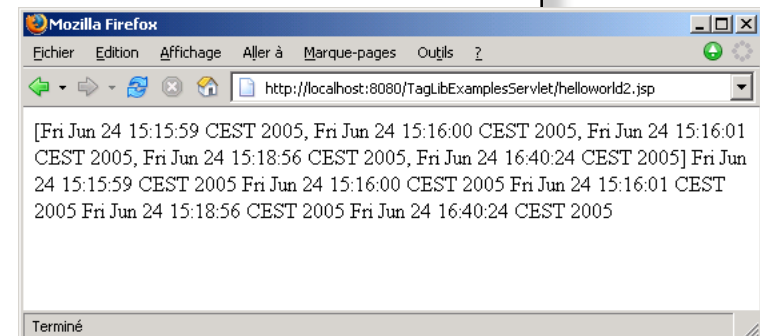 Mozilla Firefox
Fichier Edition Affichage Aller à Marque-pages Outils ?
http://localhost:8080/TagLibExamplesServlet/helloworld2.jsp
[Fri Jun 24 15:15:59 CEST 2005, Fri Jun 24 15:16:00 CEST 2005, Fri Jun 24 15:16:01
CEST 2005, Fri Jun 24 15:18:56 CEST 2005, Fri Jun 24 16:40:24 CEST 2005] Fri Jun
24 15:15:59 CEST 2005 Fri Jun 24 15:16:00 CEST 2005 Fri Jun 24 15:16:01 CEST
2005 Fri Jun 24 15:18:56 CEST 2005 Fri Jun 24 16:40:24 CEST 2005
Terminé